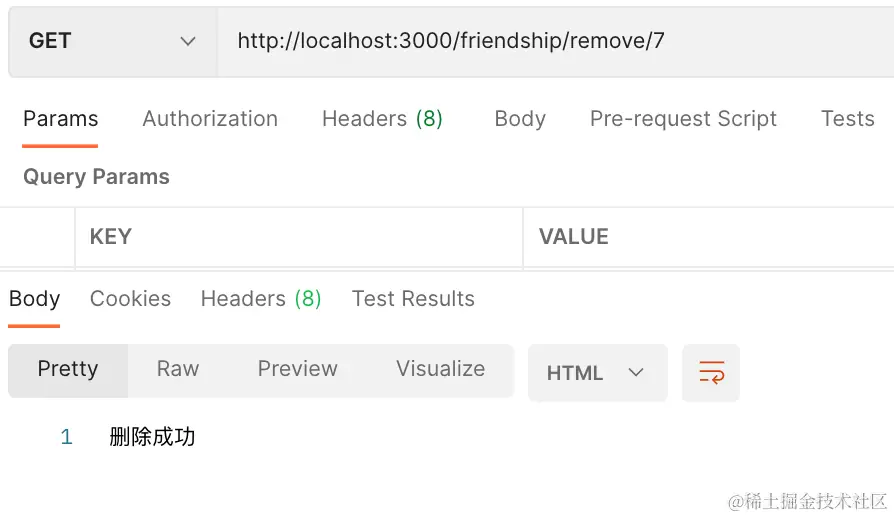 GET http://localhost:3000/friendship/remove/7
Params Authorization Headers (8) Body Pre-request Script Tests
Query Params
KEY VALUE
Body Cookies Headers (8) Test Results
Pretty Raw Preview Visualize HTML
1 删除成功
@稀土掘金技术社区